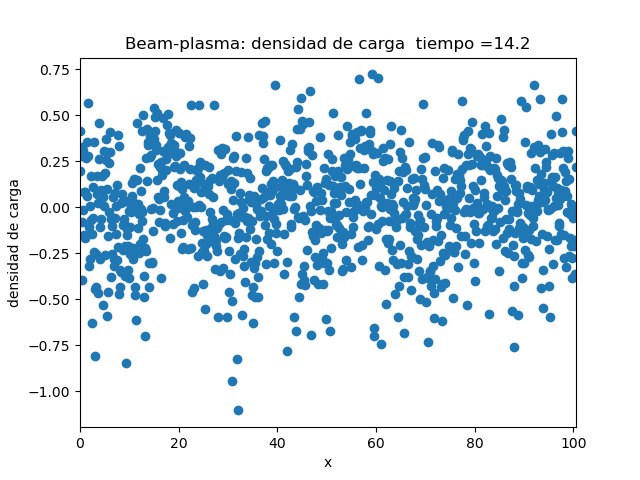 Beam-plasma: densidad de carga  tiempo =14.2
densidad de carga
0.75
0.50
0.25
0.00
−0.25
−0.50
−0.75
−1.00
0 20 40 60 80 100
x